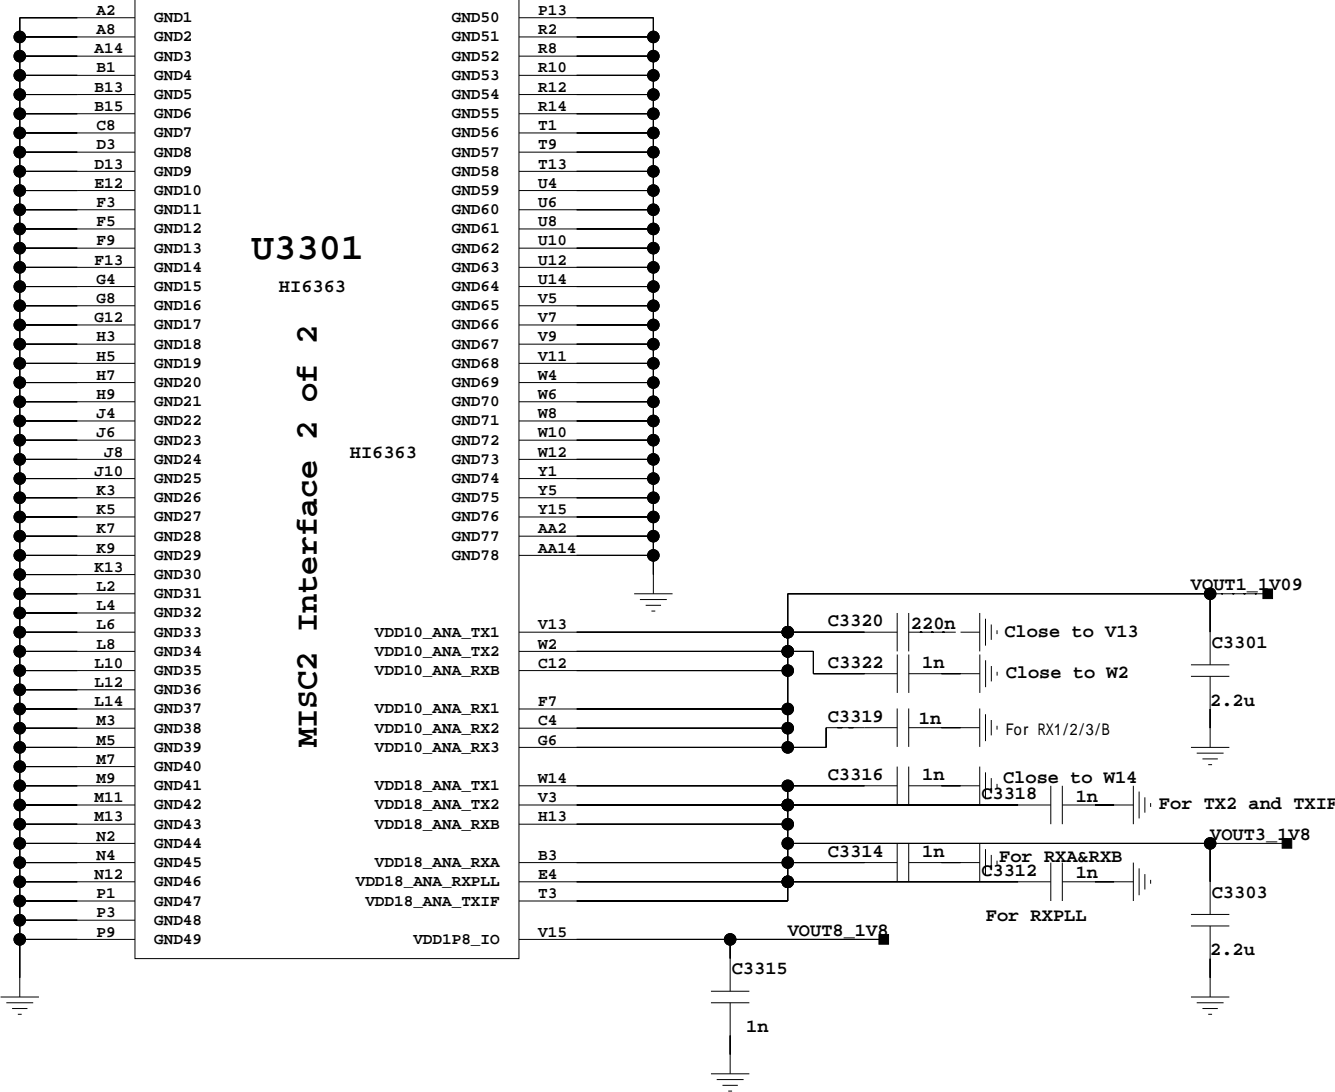 A2 GND1 GND50 P13
A8 GND2 GND51 R2
A14 GND3 GND52 R8
B1 GND4 GND53 R10
B13 GND5 GND54 R12
B15 GND6 GND55 R14
C8 GND7 GND56 T1
D3 GND8 GND57 T9
D13 GND9 GND58 T13
E12 GND10 GND59 U4
F3 GND11 GND60 U6
F5 GND12 GND61 U8
F9 GND13 U3301 GND62 U10
F13 GND14 GND63 U12
G4 GND15 HI6363 GND64 U14
G8 GND16 GND65 V5
G12 GND17 GND66 V7
H3 GND18 GND67 V9
H5 GND19 GND68 V11
H7 GND20 GND69 W4
H9 GND21 GND70 W6
J4 GND22 GND71 W8
J6 GND23 GND72 W10
J8 GND24 HI6363 GND73 W12
J10 GND25 GND74 Y1
K3 GND26 GND75 Y5
K5 GND27 GND76 Y15
K7 GND28 GND77 AA2
K9 GND29 GND78 AA14
MISC2 Interface 2 of 2
K13 GND30
L2 GND31 VOUT1_1V09
L4 GND32
L6 GND33 VDD10_ANA_TX1 V13 C3320 220n Close to V13
L8 GND34 VDD10_ANA_TX2 W2 C3301
L10 GND35 VDD10_ANA_RXB C12 C3322 1n Close to W2
L12 GND36
L14 GND37 VDD10_ANA_RX1 F7 2.2u
M3 GND38 VDD10_ANA_RX2 C4 C3319 1n For RX1/2/3/B
M5 GND39 VDD10_ANA_RX3 G6
M7 GND40
M9 GND41 VDD18_ANA_TX1 W14 C3316 1n Close to W14
M11 GND42 VDD18_ANA_TX2 V3 C3318 1n For TX2 and TXIF
M13 GND43 VDD18_ANA_RXB H13
N2 GND44 VOUT3_1V8
N4 GND45 VDD18_ANA_RXA B3 C3314 1n For RXA&RXB
N12 GND46 VDD18_ANA_RXPLL E4 C3312 1n
P1 GND47 VDD18_ANA_TXIF T3 C3303
P3 GND48 For RXPLL
P9 GND49 VDD1P8_IO V15 VOUT8_1V8
2.2u
C3315
1n